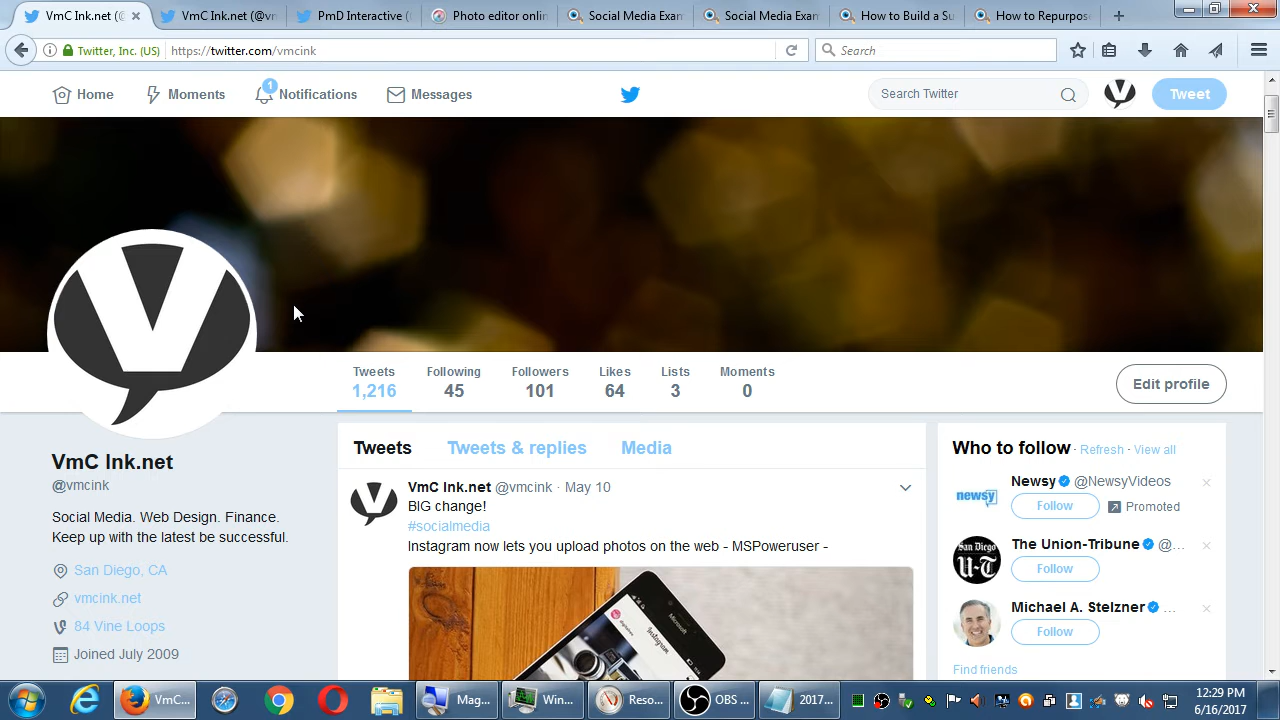 VmC Ink.net (@
VmC Ink.net (@vm
PmD Interactive (
Photo editor onlin
Social Media Exam
Social Media Exam
How to Build a Su
How to Repurpos
Twitter, Inc. (US)
https://twitter.com/vmcink
Search
Home
Moments
1
Notifications
Messages
Search Twitter
Tweet
V
Tweets
Following
Followers
Likes
Lists
Moments
1,216
45
101
64
3
0
Edit profile
VmC Ink.net
@vmcink
Social Media. Web Design. Finance.
Keep up with the latest be successful.
San Diego, CA
vmcink.net
84 Vine Loops
Joined July 2009
Tweets
Tweets & replies
Media
VmC Ink.net @vmcink · May 10
BIG change!
#socialmedia
Instagram now lets you upload photos on the web - MSPoweruser -
Microsoft
Instagram
Who to follow · Refresh · View all
newsy
Newsy @NewsyVideos
Follow
Promoted
San Diego
U-T
The Union-Tribune @...
Follow
Michael A. Stelzner ...
Follow
Find friends
VmC...
Mag...
Win...
Reso...
OBS ...
2017...
12:29 PM
6/16/2017